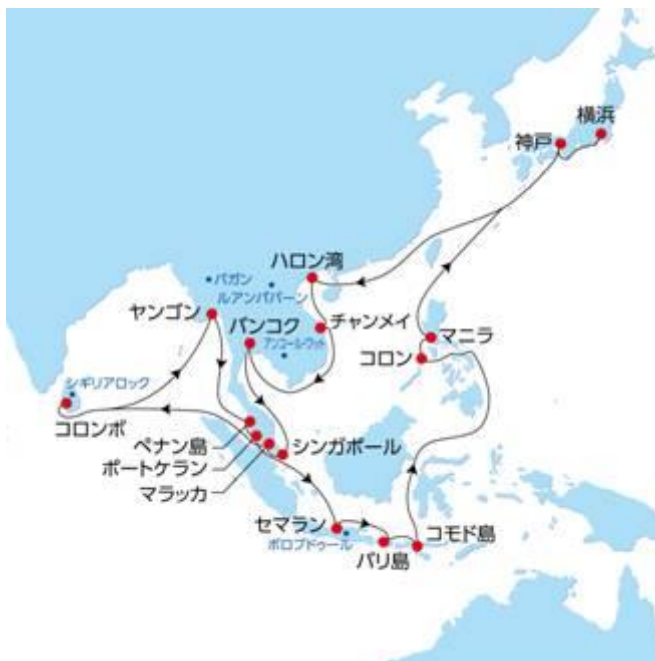 横浜
神戸
ハロン湾
バガン
ルアンパバーン
ヤンゴン
バンコク
チャンメイ
アンコールワット
マニラ
コロン
シギリアロック
コロンボ
ペナン島
シンガポール
ポートケラン
マラッカ
セマラン
ボロブドゥール
コモド島
バリ島